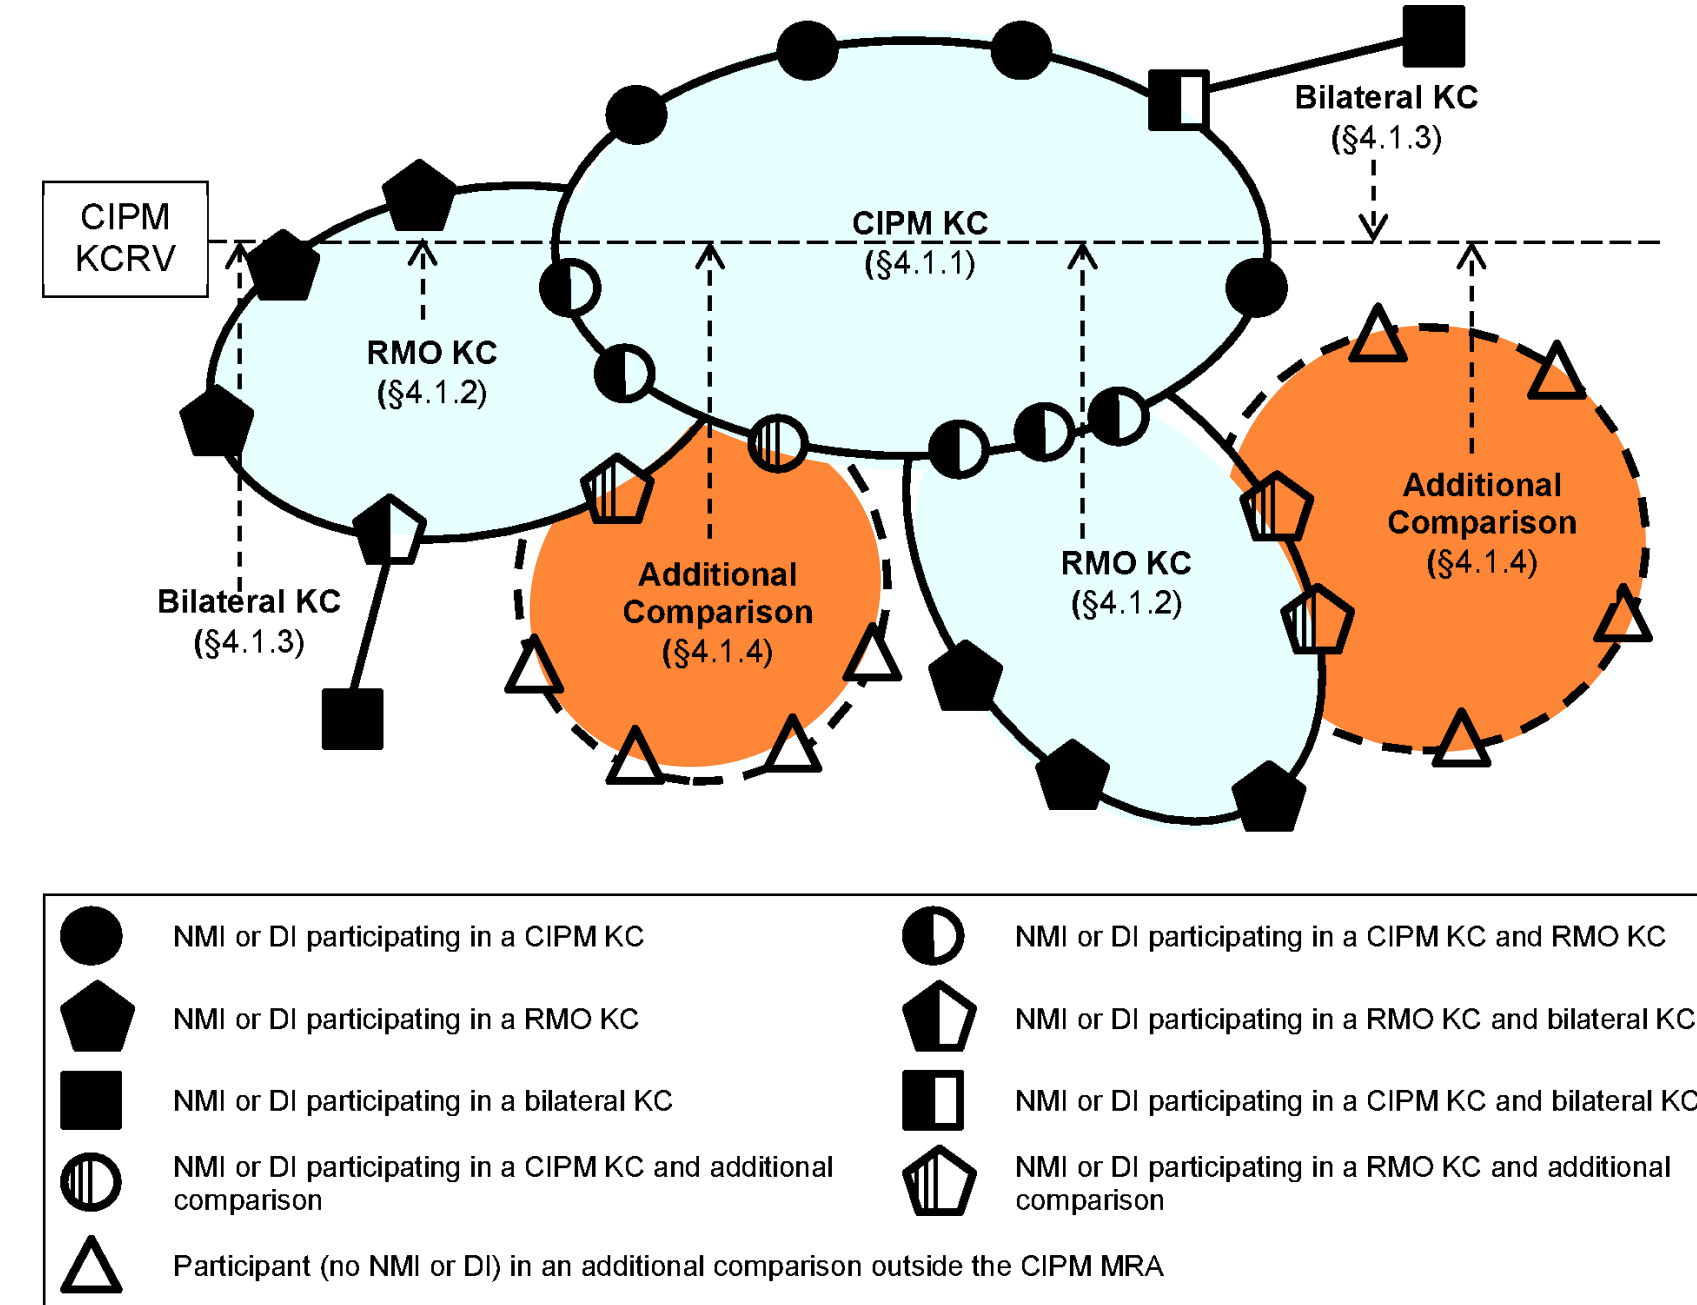 Bilateral KC
(§4.1.3)
CIPM
KCRV
CIPM KC
(§4.1.1)
RMO KC
(§4.1.2)
Additional
Comparison
(§4.1.4)
Additional
Comparison
(§4.1.4)
RMO KC
(§4.1.2)
Bilateral KC
(§4.1.3)
NMI or DI participating in a CIPM KC
NMI or DI participating in a CIPM KC and RMO KC
NMI or DI participating in a RMO KC
NMI or DI participating in a RMO KC and bilateral KC
NMI or DI participating in a bilateral KC
NMI or DI participating in a CIPM KC and bilateral KC
NMI or DI participating in a CIPM KC and additional
comparison
NMI or DI participating in a RMO KC and additional
comparison
Participant (no NMI or DI) in an additional comparison outside the CIPM MRA